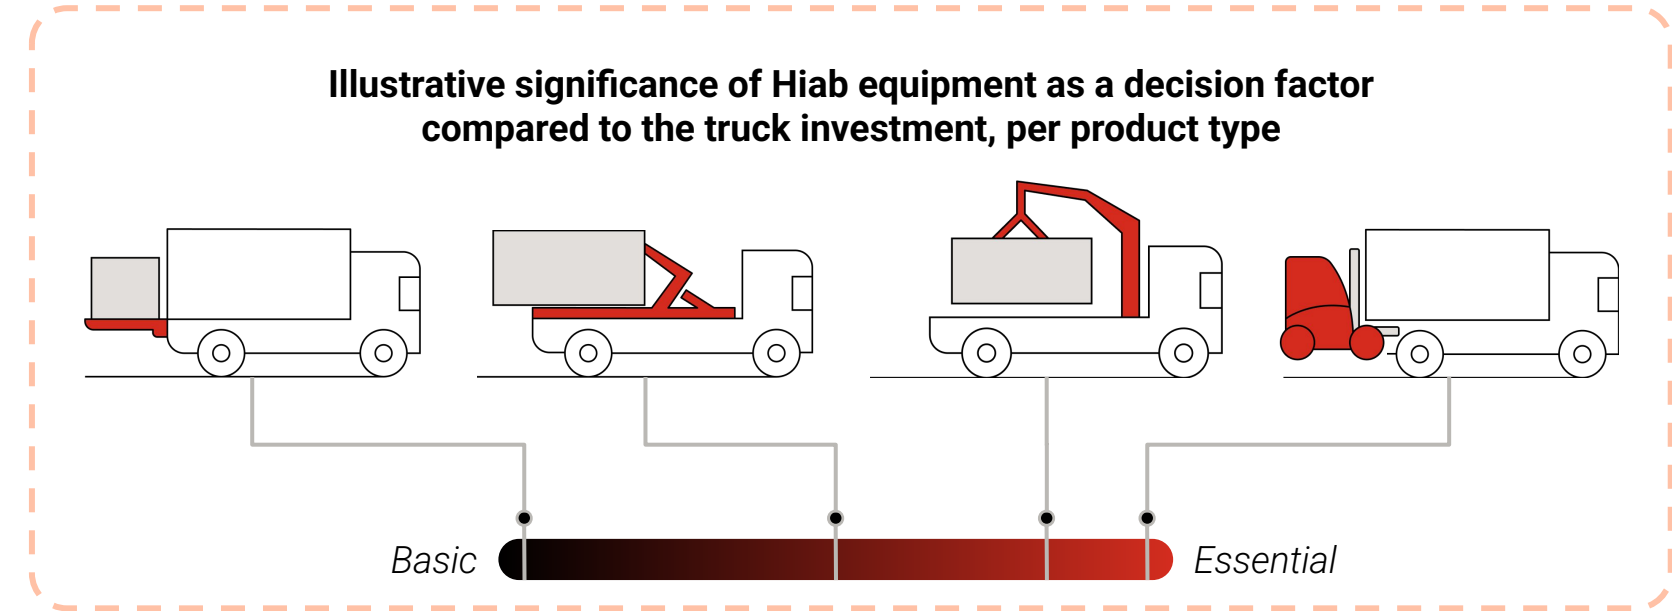 Illustrative significance of Hiab equipment as a decision factor
compared to the truck investment, per product type
Basic
Essential